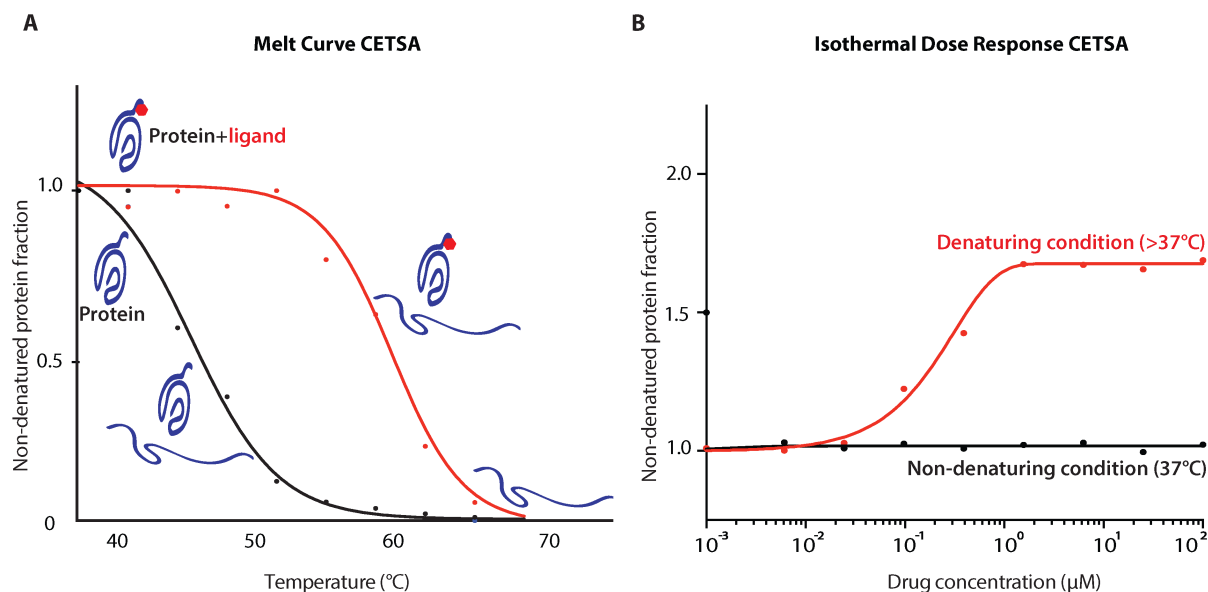 A
Melt Curve CETSA
Non-denatured protein fraction
1.0
0.5
0
Protein+ligand
Protein
40
50
60
70
Temperature (°C)
B
Isothermal Dose Response CETSA
Non-denatured protein fraction
2.0
1.5
1.0
Denaturing condition (>37°C)
Non-denaturing condition (37°C)
10⁻³
10⁻²
10⁻¹
10⁰
10¹
10²
Drug concentration (µM)